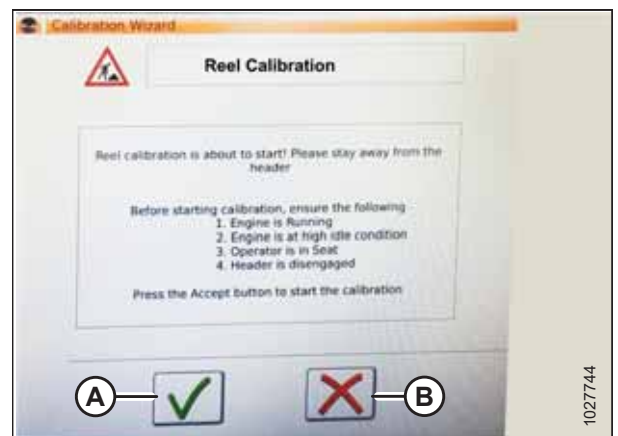 Calibration Wizard
Reel Calibration
Reel calibration is about to start! Please stay away from the
header
Before starting calibration, ensure the following
1. Engine is Running
2. Engine is at high idle condition
3. Operator is in Seat
4. Header is disengaged
Press the Accept button to start the calibration
A
B
1027744